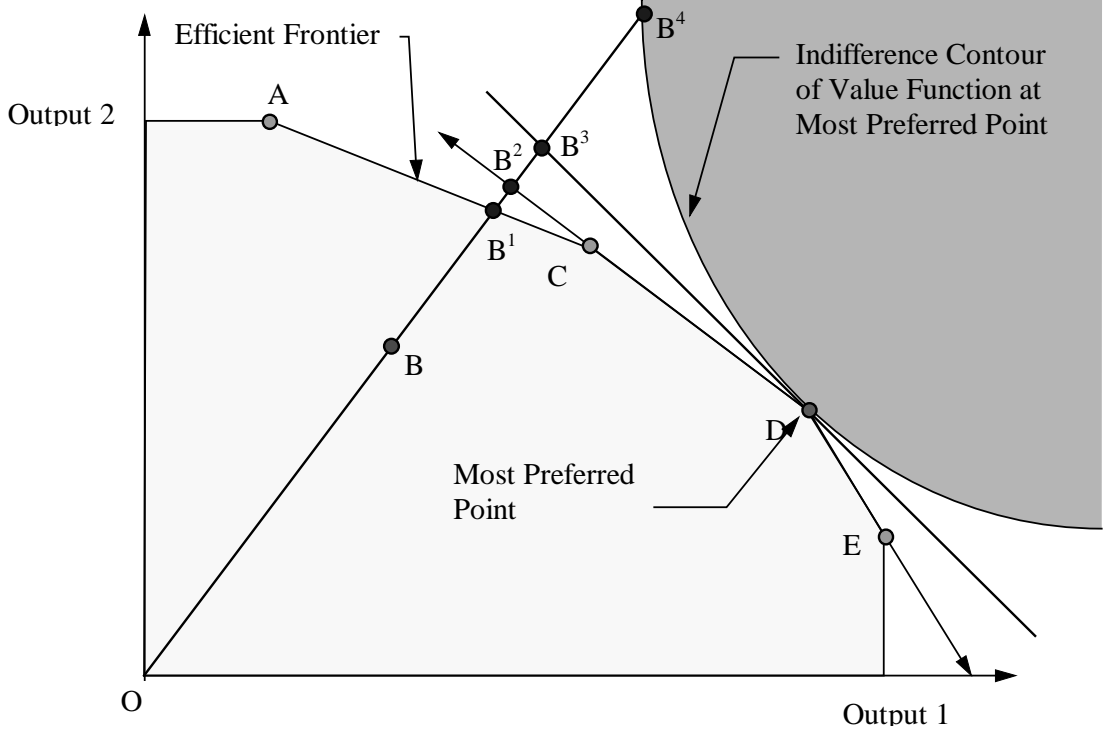 B⁴
Efficient Frontier
Indifference Contour
of Value Function at
Most Preferred Point
A
Output 2
B²
B³
B¹
C
B
D
Most Preferred
Point
E
O
Output 1